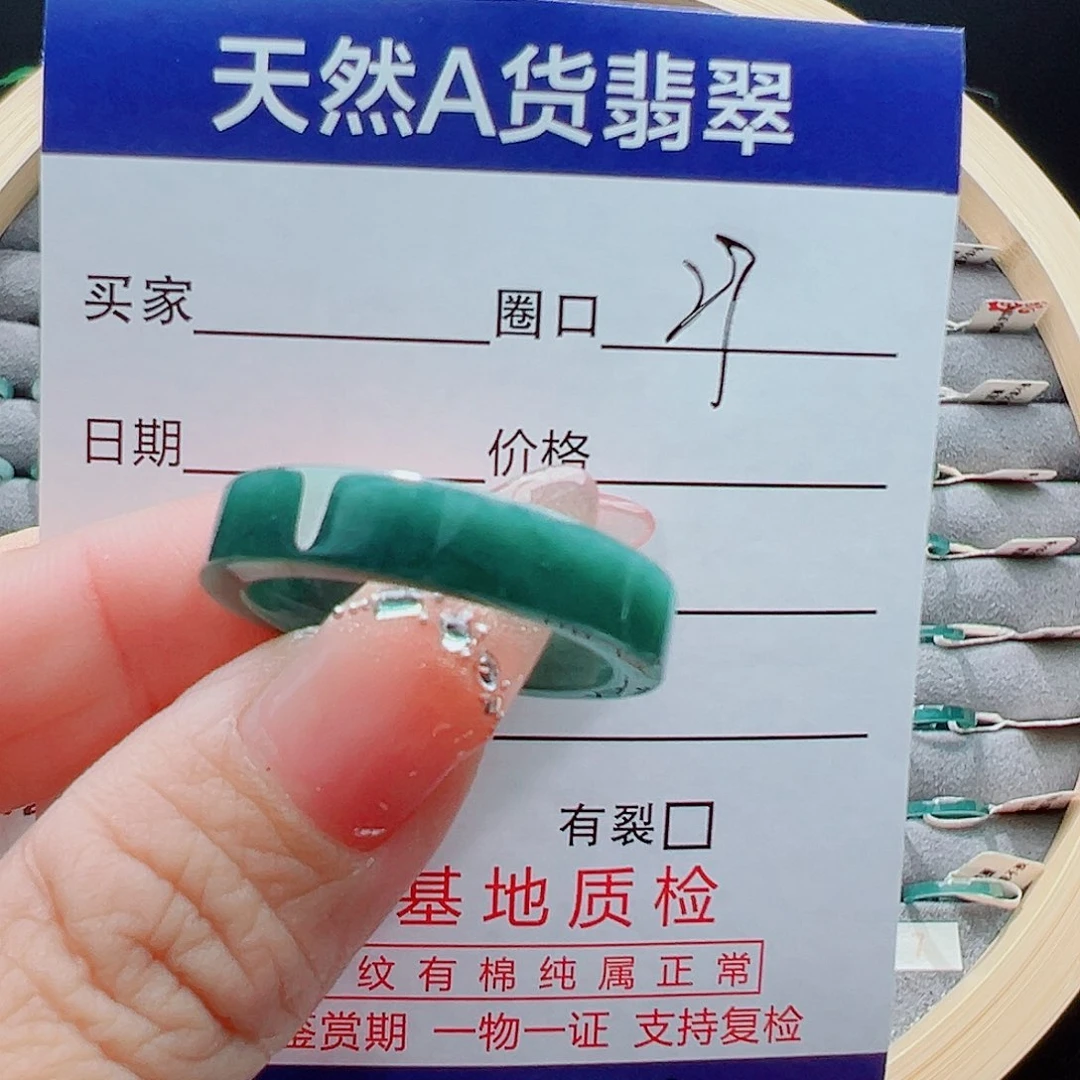 天然A货翡翠
买家 圈口
日期 价格
有裂□
基地质检
纹有棉纯属正常
鉴赏期 一物一证 支持复检